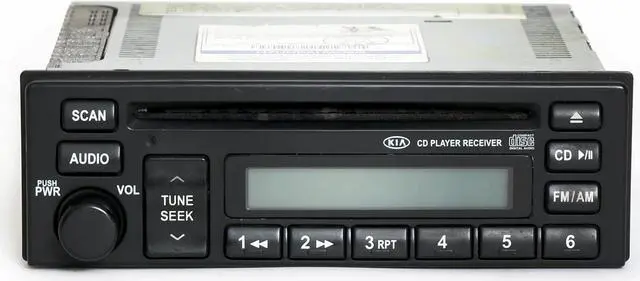 SCAN
KIA CD PLAYER RECEIVER COMPACT disc DIGITAL AUDIO
AUDIO
CD
PUSH
PWR
VOL
TUNE
SEEK
FM/AM
1
2
3 RPT
4
5
6